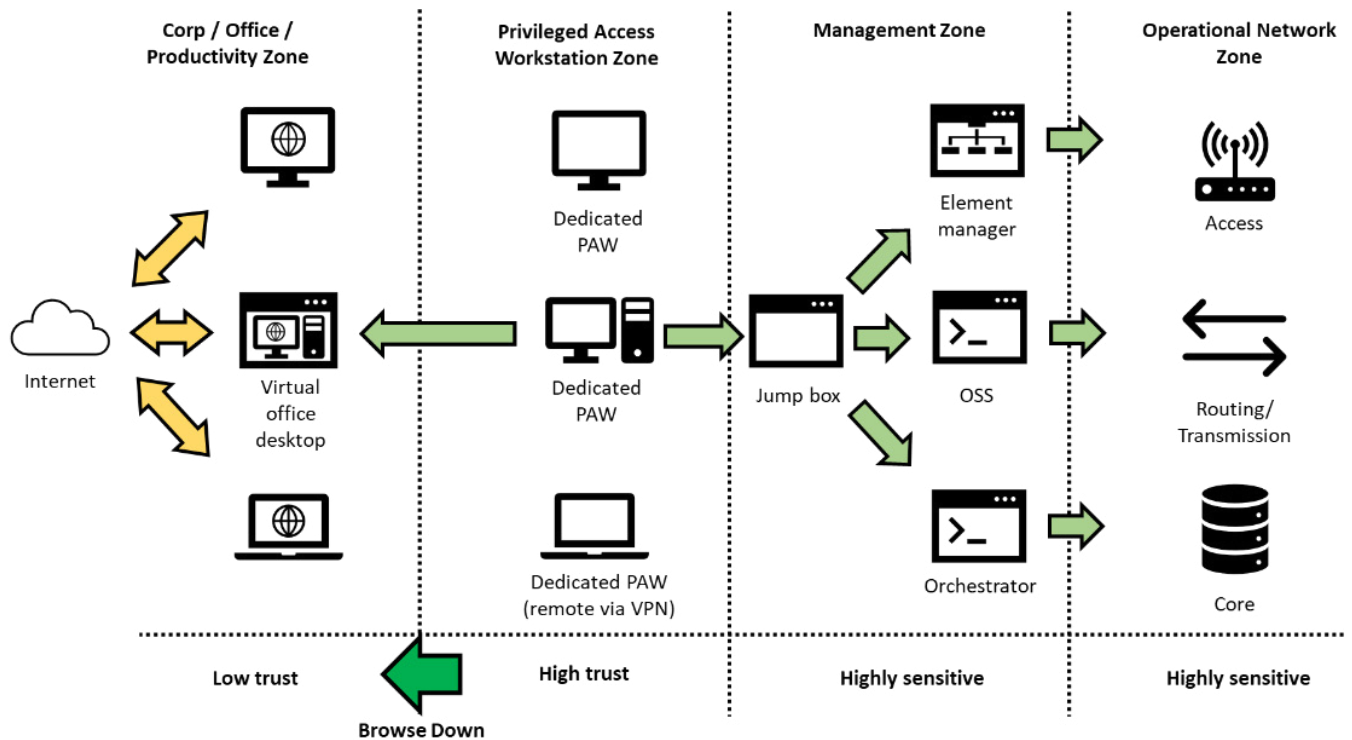 Corp / Office /
Productivity Zone
Privileged Access
Workstation Zone
Management Zone
Operational Network
Zone
Internet
Virtual
office
desktop
Dedicated
PAW
Dedicated
PAW
Dedicated PAW
(remote via VPN)
Jump box
Element
manager
>_
OSS
>_
Orchestrator
Access
Routing/
Transmission
Core
Low trust
High trust
Highly sensitive
Highly sensitive
Browse Down